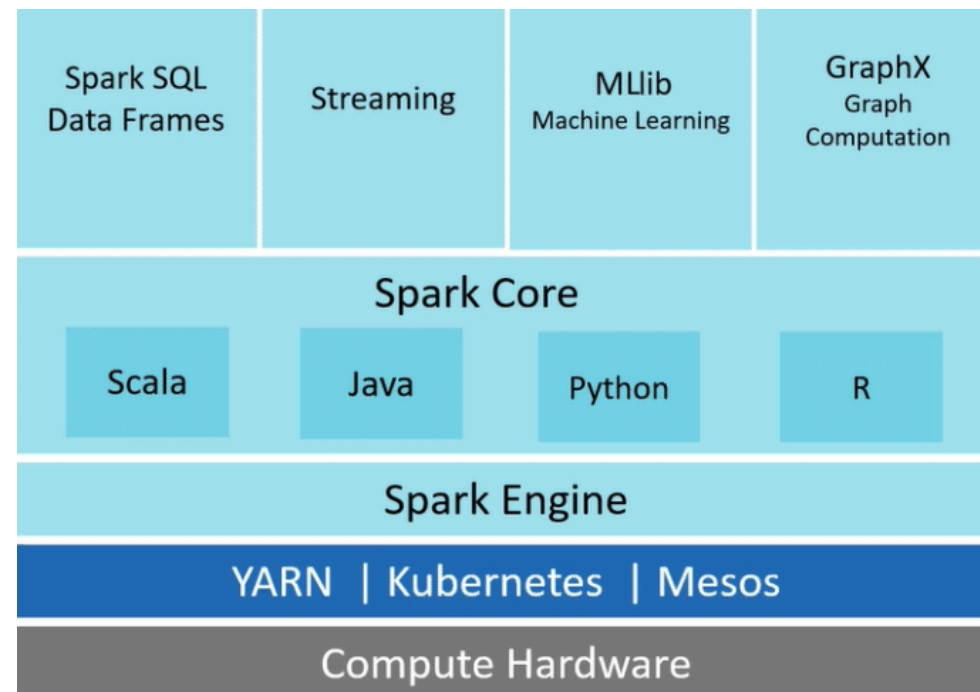 Spark SQL
Data Frames
Streaming
MLlib
Machine Learning
GraphX
Graph
Computation
Spark Core
Scala
Java
Python
R
Spark Engine
YARN | Kubernetes | Mesos
Compute Hardware